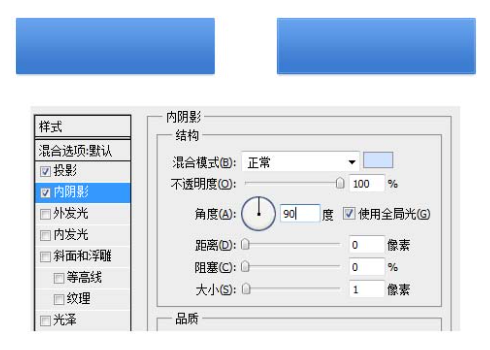 样式
混合选项:默认
投影
内阴影
外发光
内发光
斜面和浮雕
等高线
纹理
光泽
内阴影
结构
混合模式(B): 正常
不透明度(O): 100 %
角度(A): 90 度 使用全局光(G)
距离(D): 0 像素
阻塞(C): 0 %
大小(S): 1 像素
品质